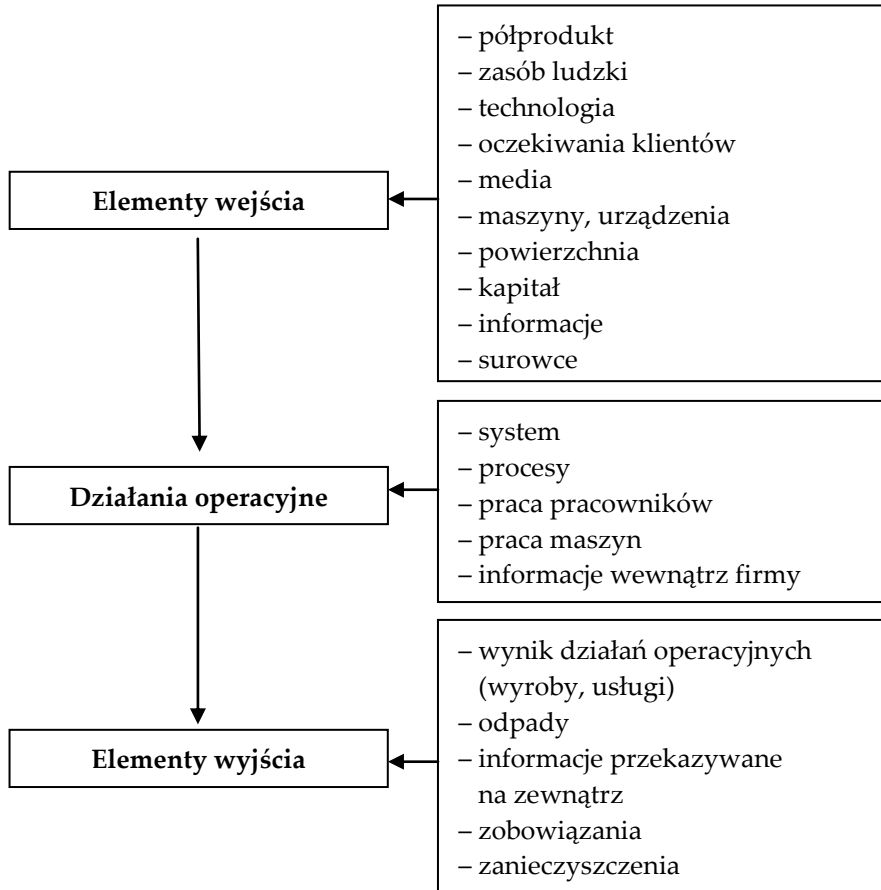 – półprodukt
– zasób ludzki
– technologia
– oczekiwania klientów
– media
– maszyny, urządzenia
– powierzchnia
– kapitał
– informacje
– surowce
Elementy wejścia
– system
– procesy
– praca pracowników
– praca maszyn
– informacje wewnątrz firmy
Działania operacyjne
– wynik działań operacyjnych
(wyroby, usługi)
– odpady
– informacje przekazywane
na zewnątrz
– zobowiązania
– zanieczyszczenia
Elementy wyjścia